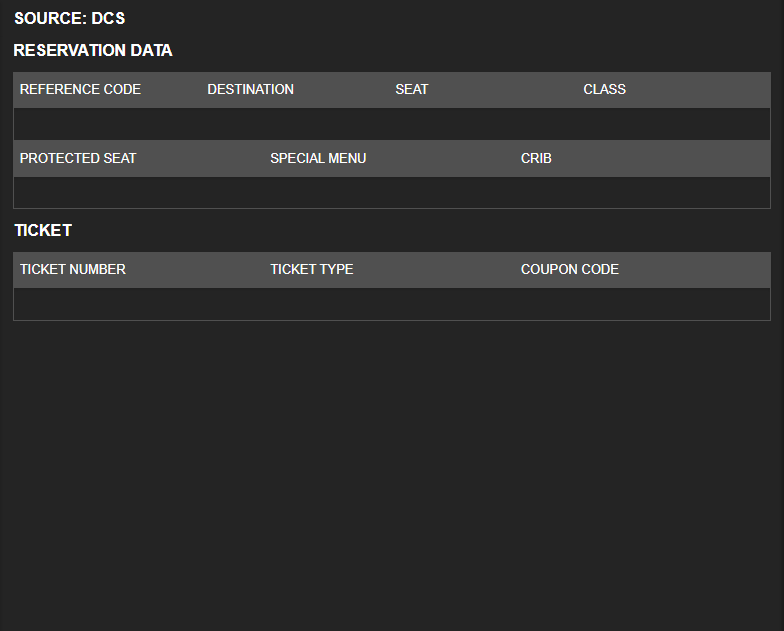 SOURCE: DCS
RESERVATION DATA
REFERENCE CODE DESTINATION SEAT CLASS
PROTECTED SEAT SPECIAL MENU CRIB
TICKET
TICKET NUMBER TICKET TYPE COUPON CODE